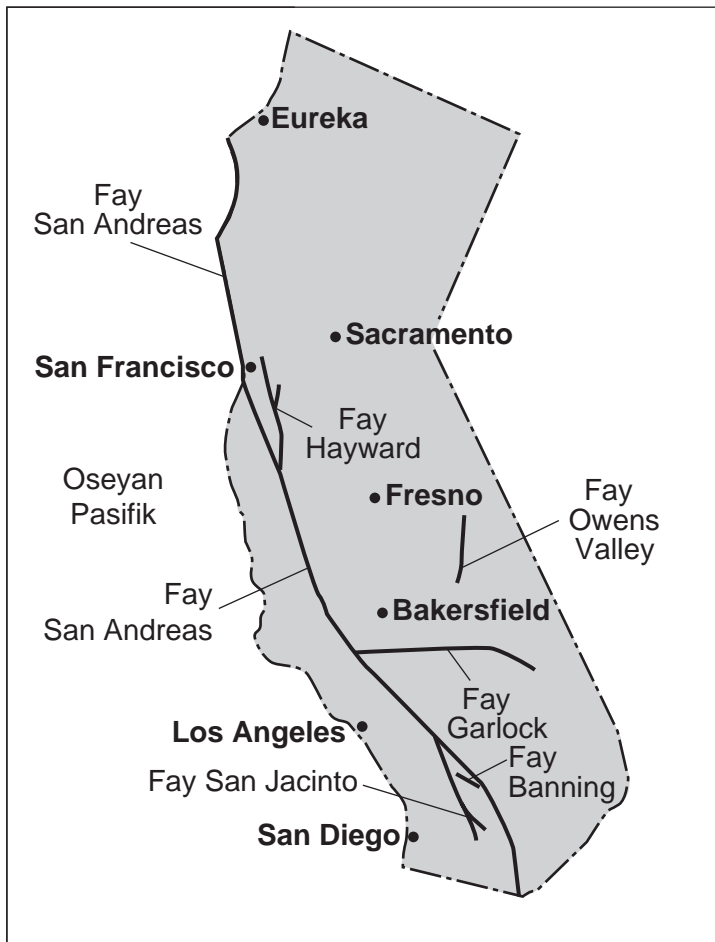 Eureka
Fay
San Andreas
Sacramento
San Francisco
Fay
Hayward
Oseyan
Pasifik
Fresno
Fay
Owens
Valley
Fay
San Andreas
Bakersfield
Fay
Garlock
Los Angeles
Fay
Banning
Fay San Jacinto
San Diego